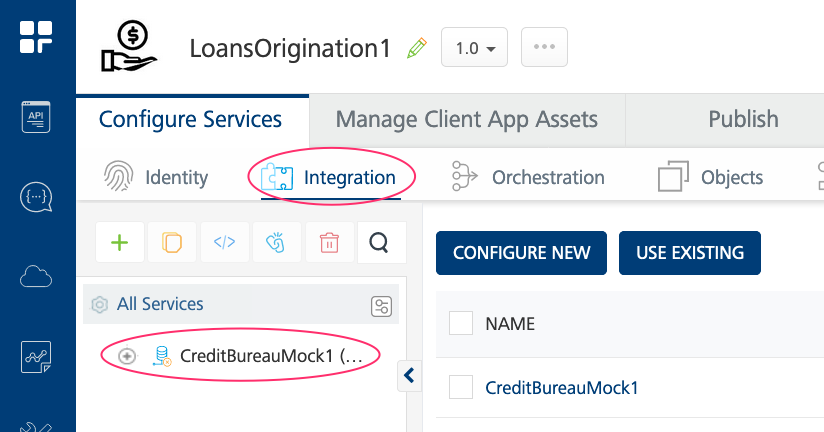 LoansOrigination1 1.0
Configure Services Manage Client App Assets Publish
API
Identity Integration Orchestration Objects
{...}
</>
CONFIGURE NEW USE EXISTING
All Services
NAME
CreditBureauMock1 (...
CreditBureauMock1